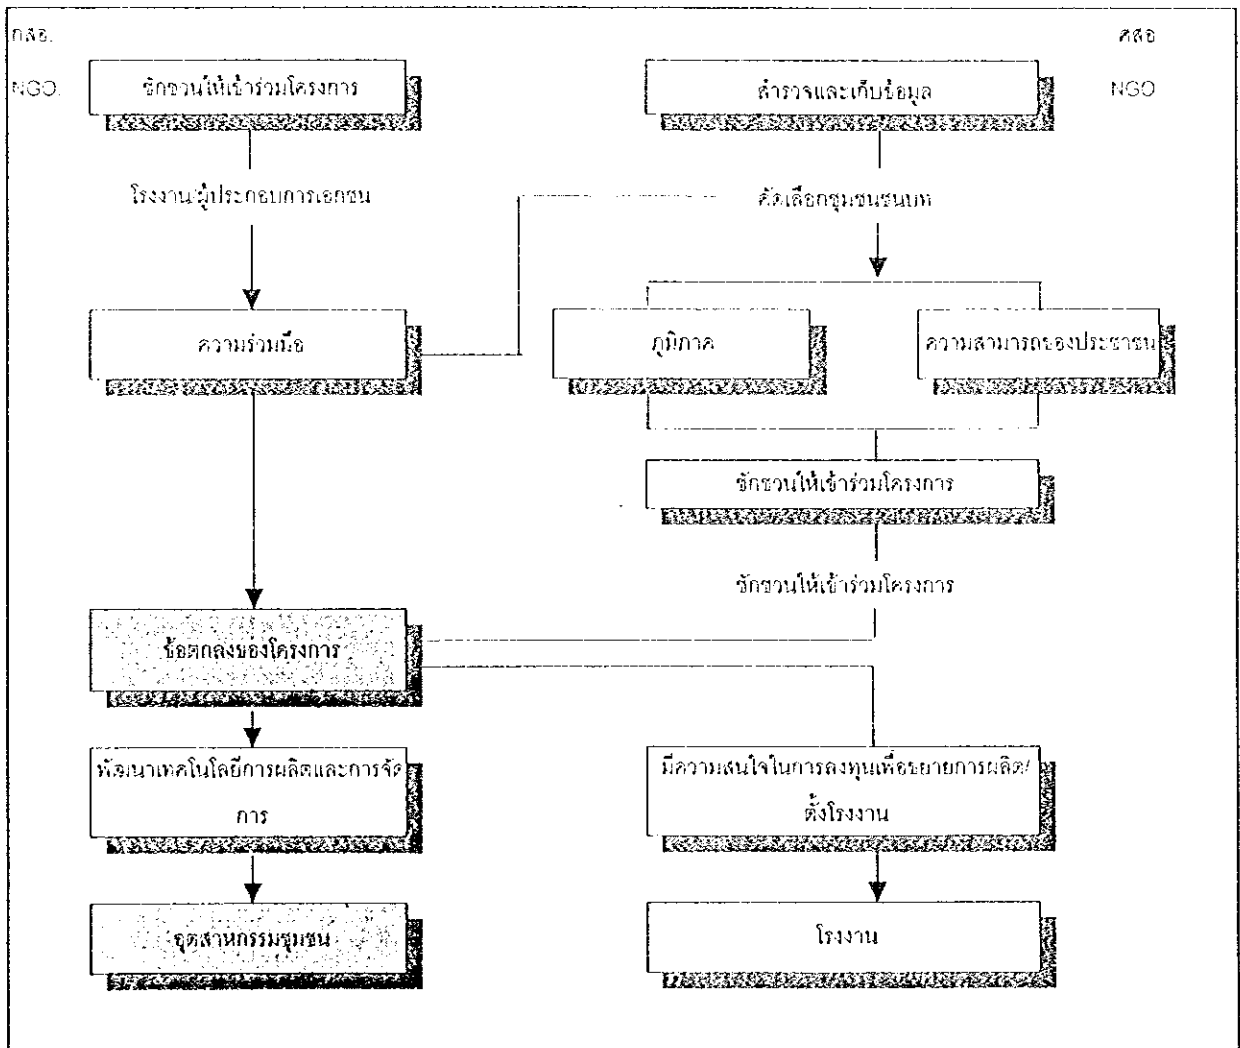 กสอ.
กสอ
NGO.
ชักชวนให้เข้าร่วมโครงการ
สำรวจและเก็บข้อมูล
NGO
โรงงาน/ผู้ประกอบการเอกชน
คัดเลือกชุมชนชนบท
ความร่วมมือ
ภูมิภาค
ความสามารถของประชาชน
ชักชวนให้เข้าร่วมโครงการ
ชักชวนให้เข้าร่วมโครงการ
ข้อตกลงของโครงการ
พัฒนาเทคโนโลยีการผลิตและการจัด
การ
มีความสนใจในการลงทุนเพื่อขยายการผลิต/
ตั้งโรงงาน
อุตสาหกรรมชุมชน
โรงงาน